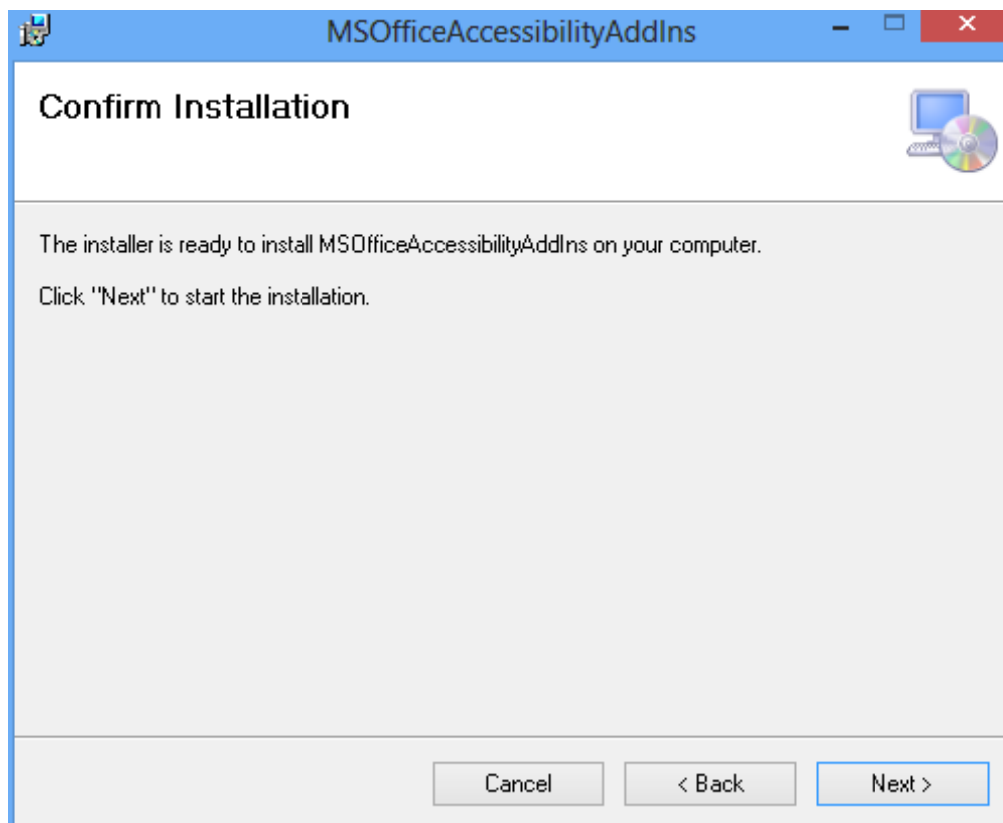 MSOfficeAccessibilityAddIns
Confirm Installation
The installer is ready to install MSOfficeAccessibilityAddIns on your computer.
Click "Next" to start the installation.
Cancel
< Back
Next >